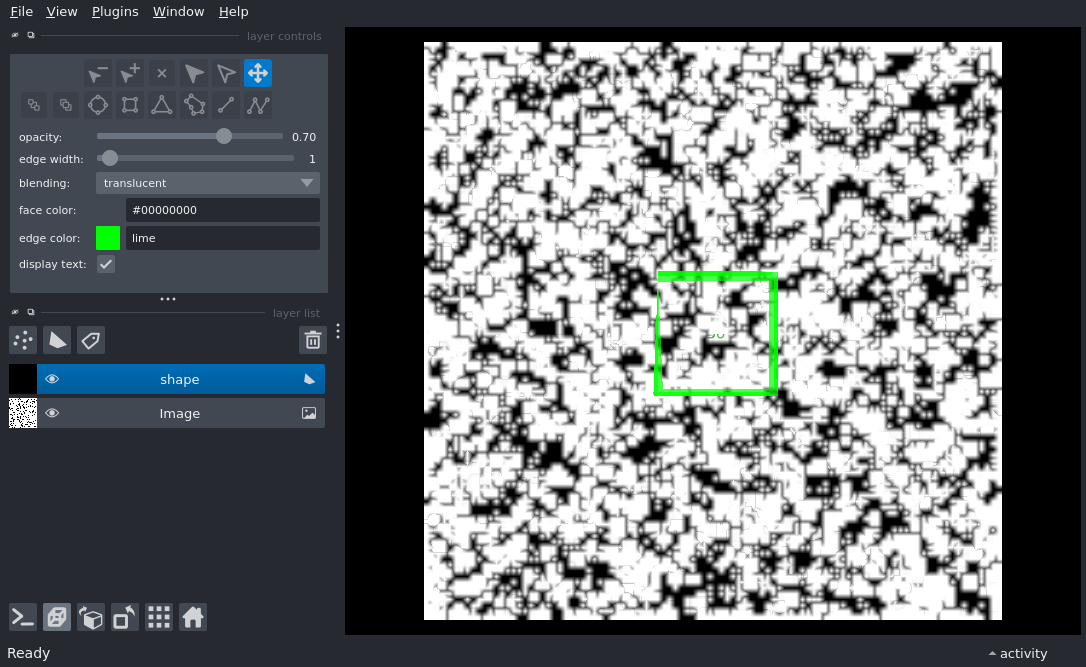 File View Plugins Window Help
layer controls
opacity: 0.70
edge width: 1
blending: translucent
face color: #00000000
edge color: lime
display text:
layer list
shape
Image
Ready
activity